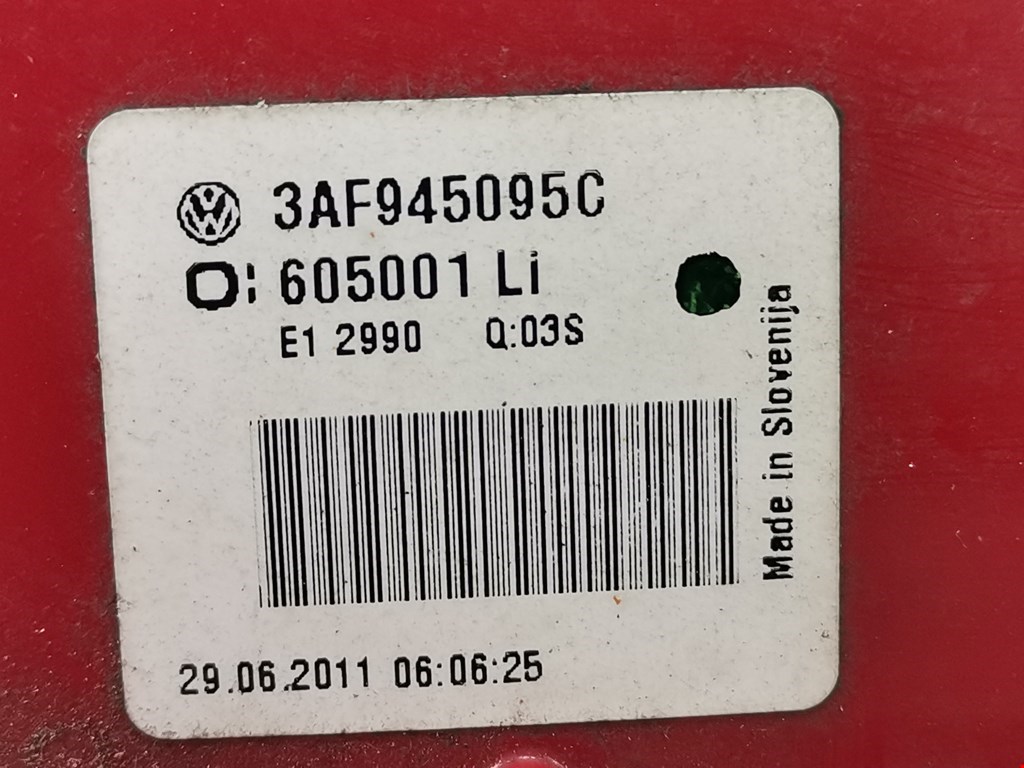 3AF945095C
O: 605001 Li
E1 2990 Q:03S
Made in Slovenija
29.06.2011 06:06:25